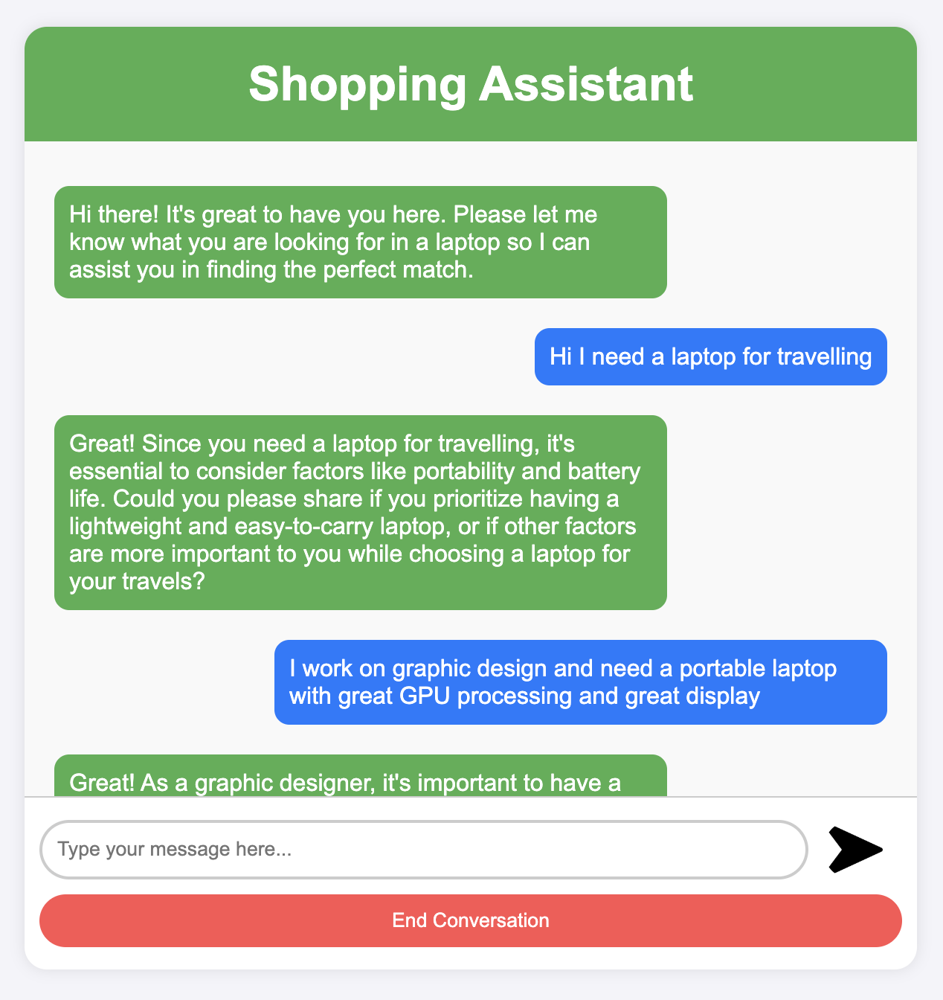 Shopping Assistant
Hi there! It's great to have you here. Please let me
know what you are looking for in a laptop so I can
assist you in finding the perfect match.
Hi I need a laptop for travelling
Great! Since you need a laptop for travelling, it's
essential to consider factors like portability and battery
life. Could you please share if you prioritize having a
lightweight and easy-to-carry laptop, or if other factors
are more important to you while choosing a laptop for
your travels?
I work on graphic design and need a portable laptop
with great GPU processing and great display
Great! As a graphic designer, it's important to have a
Type your message here...
End Conversation